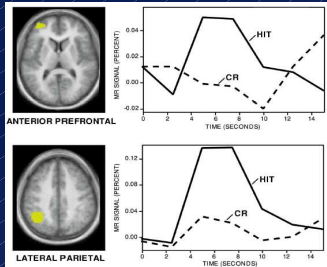 ANTERIOR PREFRONTAL
MR SIGNAL (PERCENT)
0.04
0.02
0.00
-0.02
HIT
CR
0 2 4 6 8 10 12 14
TIME (SECONDS)
LATERAL PARIETAL
MR SIGNAL (PERCENT)
0.12
0.08
0.04
0.00
HIT
CR
0 2 4 6 8 10 12 14
TIME (SECONDS)